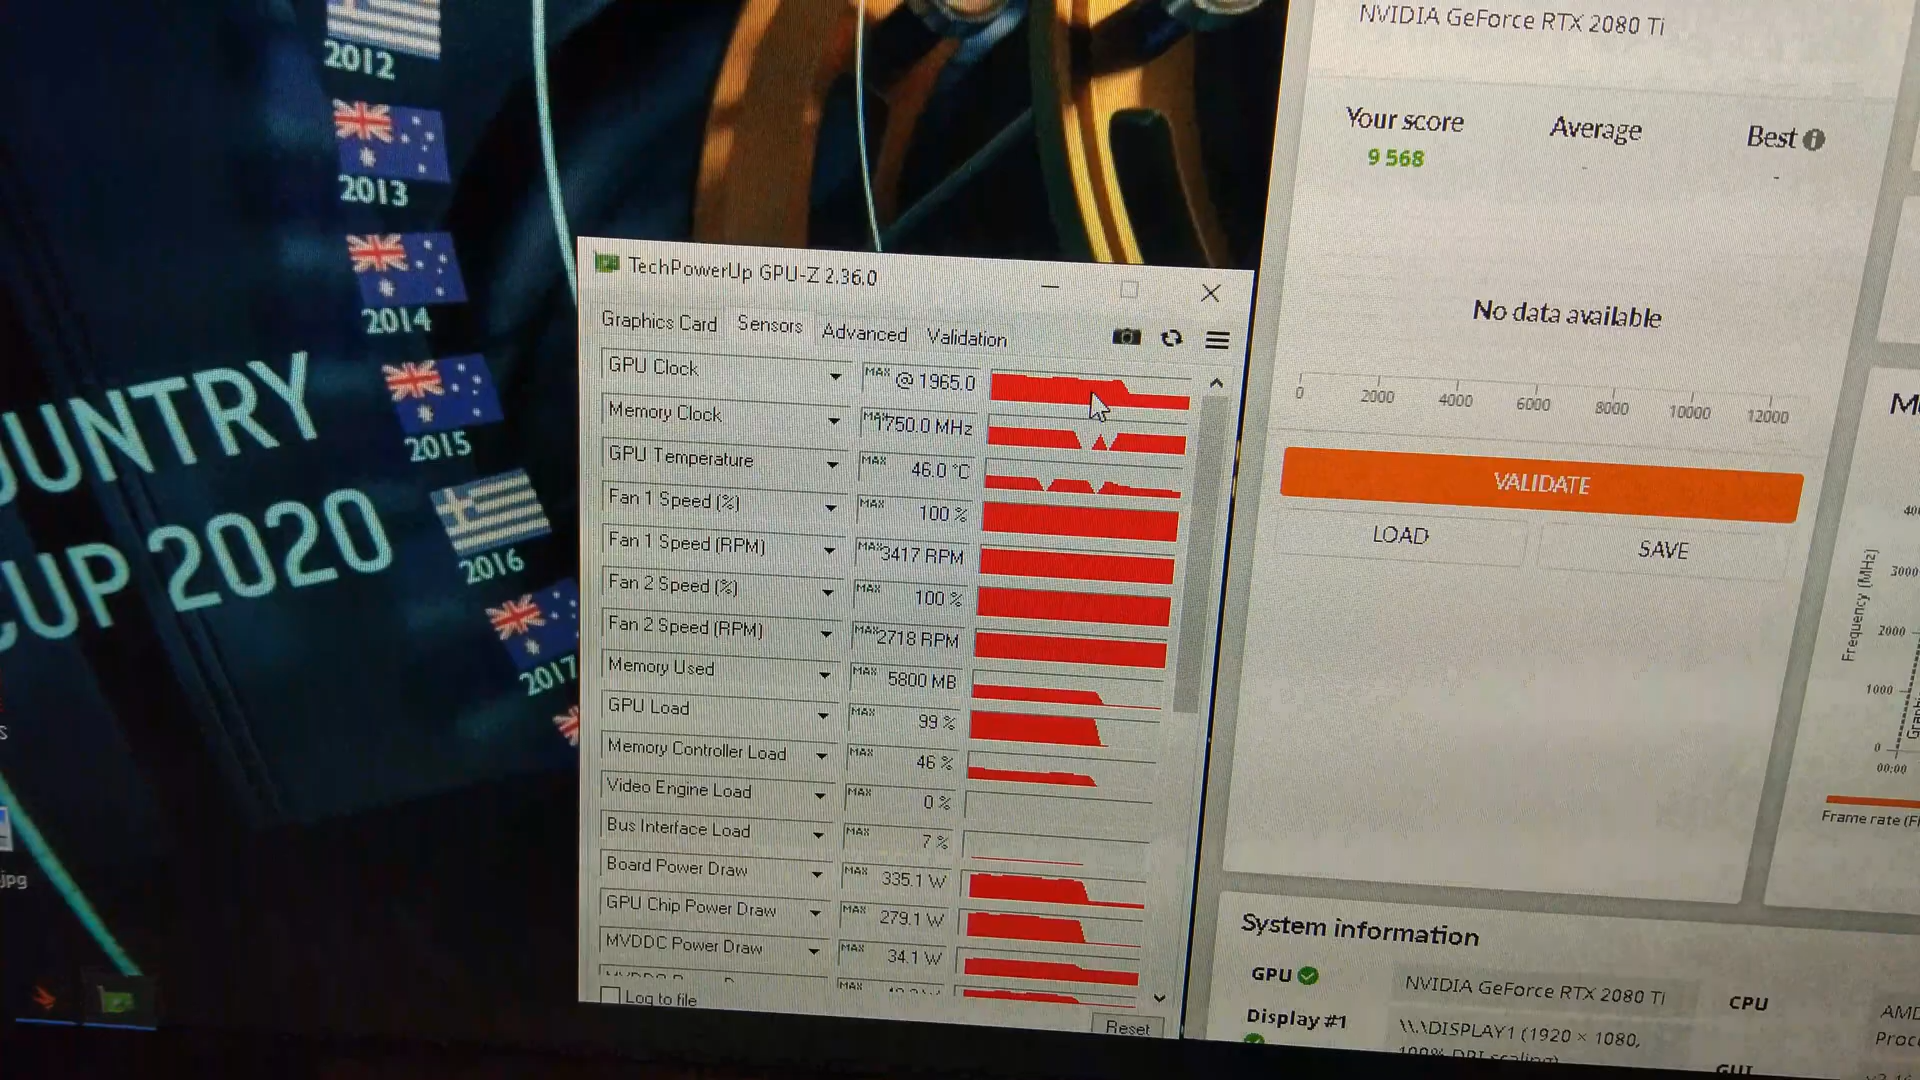 2012
2013
2014
2015
2016
2017
OUNTRY
CUP 2020
jpg
TechPowerUp GPU-Z 2.36.0
Graphics Card Sensors Advanced Validation
GPU Clock MAX @ 1965.0
Memory Clock MAX 1750.0 MHz
GPU Temperature MAX 46.0 °C
Fan 1 Speed (%) MAX 100 %
Fan 1 Speed (RPM) MAX 3417 RPM
Fan 2 Speed (%) MAX 100 %
Fan 2 Speed (RPM) MAX 2718 RPM
Memory Used MAX 5800 MB
GPU Load MAX 99 %
Memory Controller Load MAX 46 %
Video Engine Load MAX 0 %
Bus Interface Load MAX 7 %
Board Power Draw MAX 335.1 W
GPU Chip Power Draw MAX 279.1 W
MVDDC Power Draw MAX 34.1 W
MAX
Log to file
Reset
NVIDIA GeForce RTX 2080 Ti
Your score Average Best
9 568 - -
No data available
0 2000 4000 6000 8000 10000 12000
VALIDATE
LOAD SAVE
Frequency (MHz)
3000
2000
1000
0
00:00
Frame rate (F
System information
GPU NVIDIA GeForce RTX 2080 Ti CPU AMD
Display #1 \\.\DISPLAY1 (1920 × 1080,
100% DPI scaling)
Proc
GUI